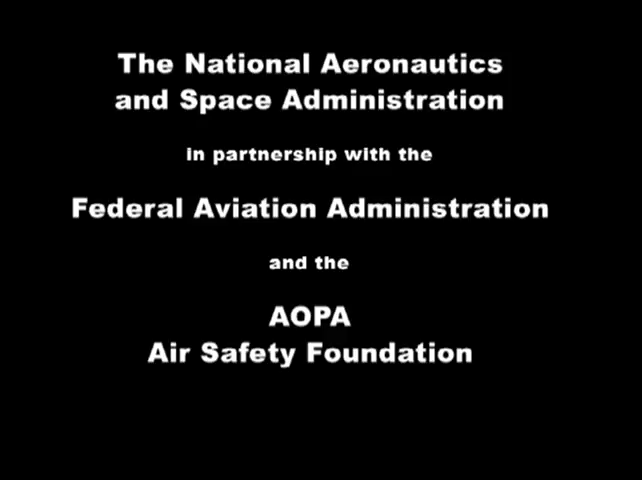 The National Aeronautics
and Space Administration
in partnership with the
Federal Aviation Administration
and the
AOPA
Air Safety Foundation